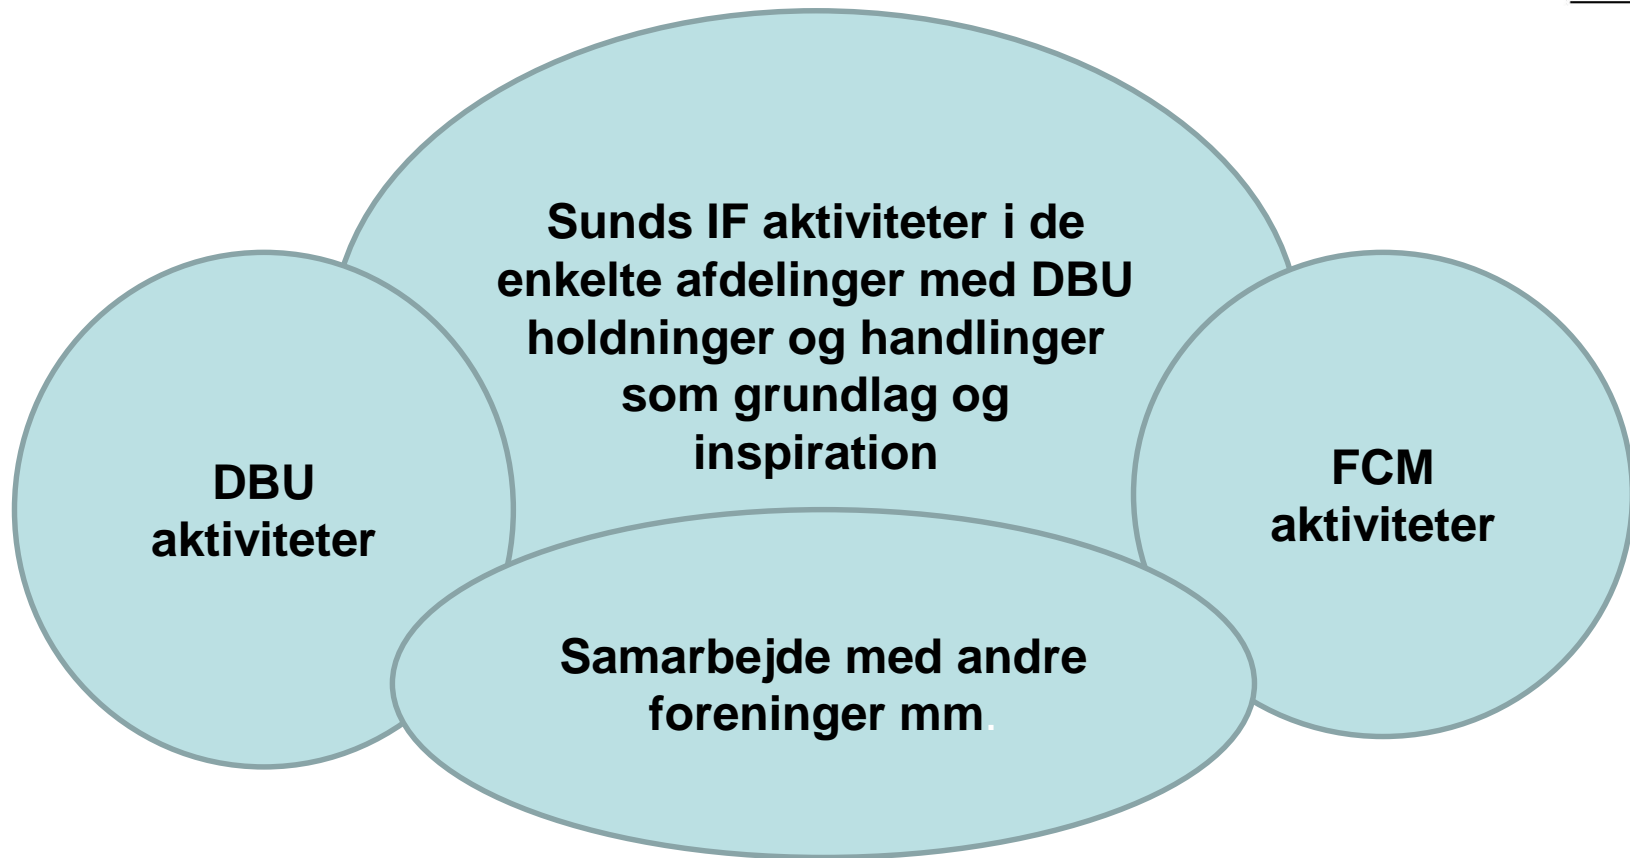 Sunds IF aktiviteter i de
enkelte afdelinger med DBU
holdninger og handlinger
som grundlag og
inspiration
DBU
aktiviteter
FCM
aktiviteter
Samarbejde med andre
foreninger mm.